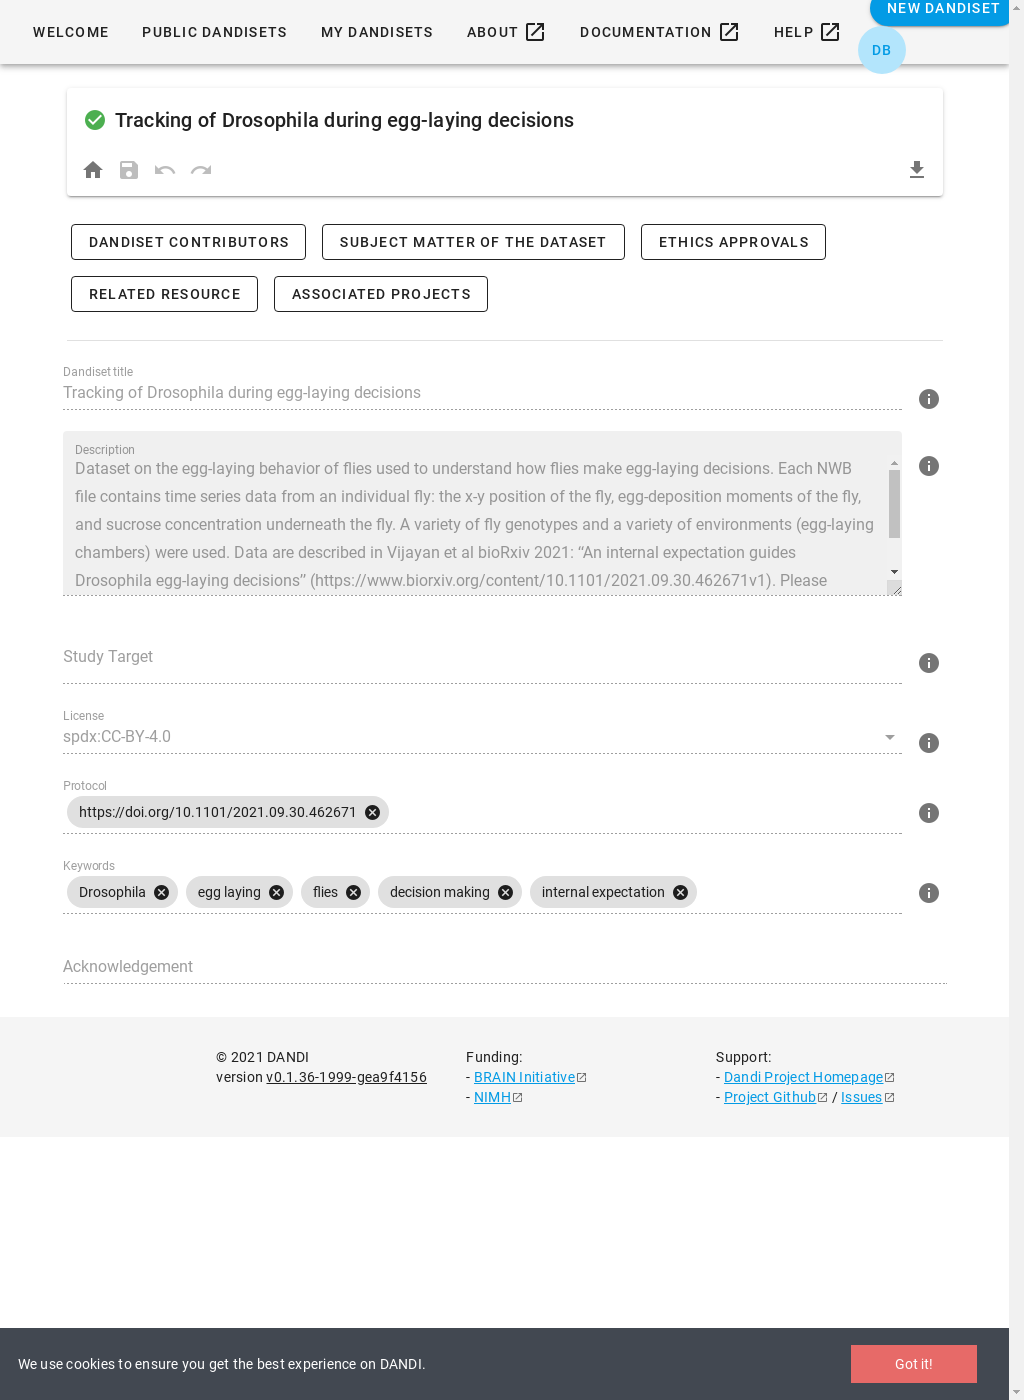 WELCOME PUBLIC DANDISETS MY DANDISETS ABOUT DOCUMENTATION HELP NEW DANDISET
DB
Tracking of Drosophila during egg-laying decisions
DANDISET CONTRIBUTORS SUBJECT MATTER OF THE DATASET ETHICS APPROVALS
RELATED RESOURCE ASSOCIATED PROJECTS
Dandiset title
Tracking of Drosophila during egg-laying decisions
Description
Dataset on the egg-laying behavior of flies used to understand how flies make egg-laying decisions. Each NWB
file contains time series data from an individual fly: the x-y position of the fly, egg-deposition moments of the fly,
and sucrose concentration underneath the fly. A variety of fly genotypes and a variety of environments (egg-laying
chambers) were used. Data are described in Vijayan et al bioRxiv 2021: “An internal expectation guides
Drosophila egg-laying decisions” (https://www.biorxiv.org/content/10.1101/2021.09.30.462671v1). Please
Study Target
License
spdx:CC-BY-4.0
Protocol
https://doi.org/10.1101/2021.09.30.462671
Keywords
Drosophila egg laying flies decision making internal expectation
Acknowledgement
© 2021 DANDI
version v0.1.36-1999-gea9f4156
Funding:
- BRAIN Initiative
- NIMH
Support:
- Dandi Project Homepage
- Project Github / Issues
We use cookies to ensure you get the best experience on DANDI.
Got it!